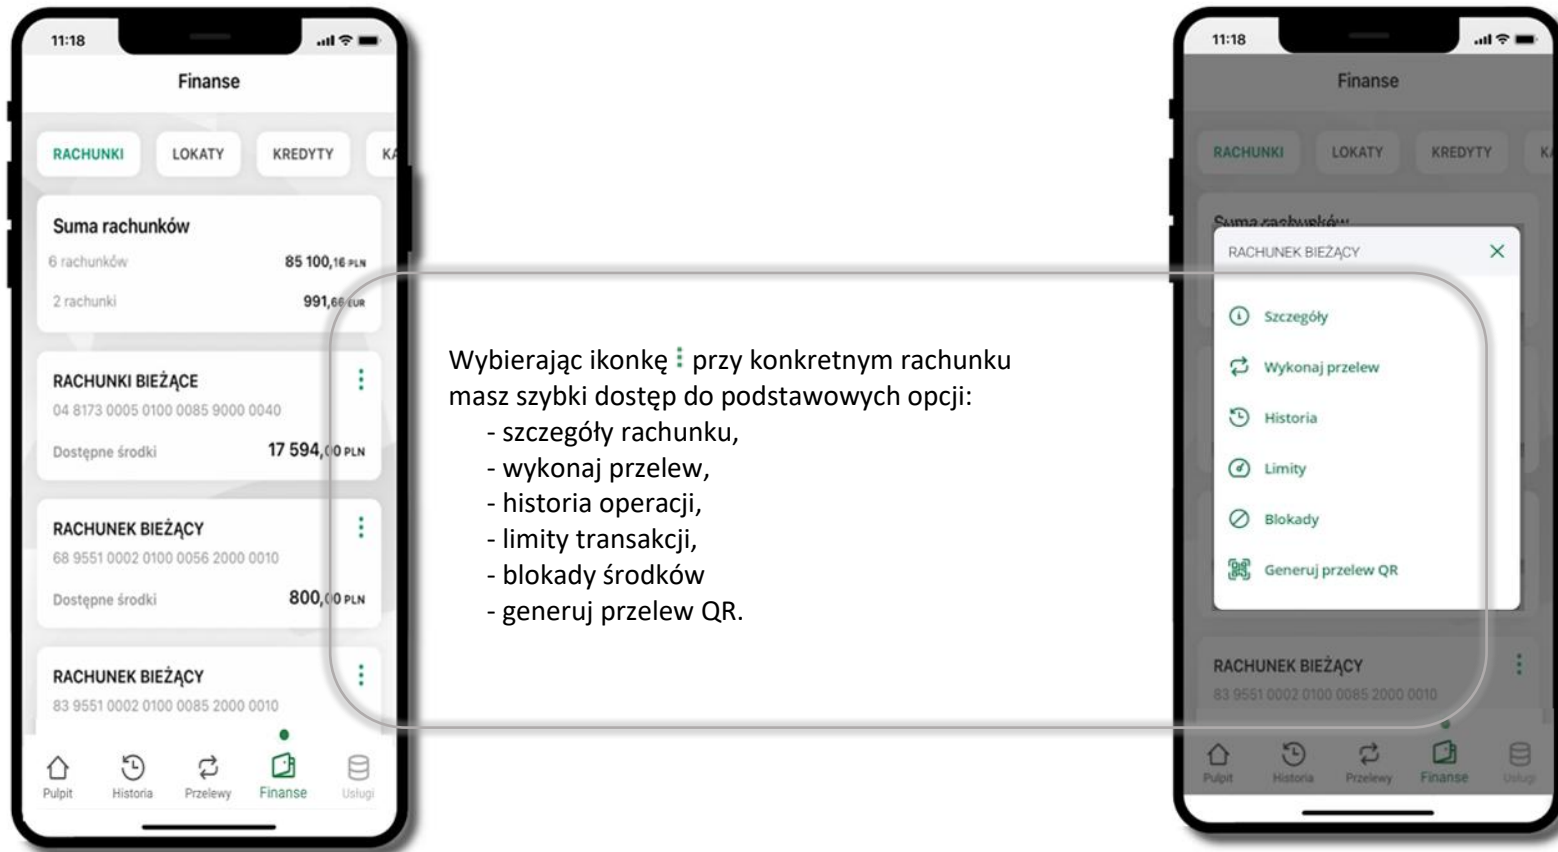 11:18
Finanse
RACHUNKI LOKATY KREDYTY KA
Suma rachunków
6 rachunków 85 100,16 PLN
2 rachunki 991,66 EUR
RACHUNKI BIEŻĄCE
04 8173 0005 0100 0085 9000 0040
Dostępne środki 17 594,00 PLN
RACHUNEK BIEŻĄCY
68 9551 0002 0100 0056 2000 0010
Dostępne środki 800,00 PLN
RACHUNEK BIEŻĄCY
83 9551 0002 0100 0085 2000 0010
Pulpit Historia Przelewy Finanse Usługi
Wybierając ikonkę przy konkretnym rachunku
masz szybki dostęp do podstawowych opcji:
- szczegóły rachunku,
- wykonaj przelew,
- historia operacji,
- limity transakcji,
- blokady środków
- generuj przelew QR.
11:18
Finanse
RACHUNKI LOKATY KREDYTY KA
Suma rachunków
RACHUNEK BIEŻĄCY
Szczegóły
Wykonaj przelew
Historia
Limity
Blokady
Generuj przelew QR
RACHUNEK BIEŻĄCY
83 9551 0002 0100 0085 2000 0010
Pulpit Historia Przelewy Finanse Usługi